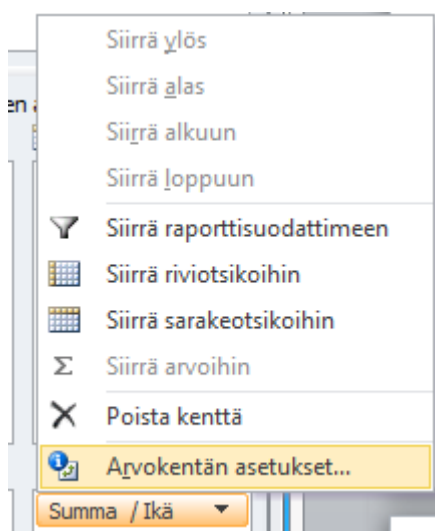 Siirrä ylös
Siirrä alas
en
Siirrä alkuun
Siirrä loppuun
Siirrä raporttisuodattimeen
Siirrä riviotsikoihin
Siirrä sarakeotsikoihin
Σ Siirrä arvoihin
Poista kenttä
Arvokentän asetukset...
Summa / Ikä